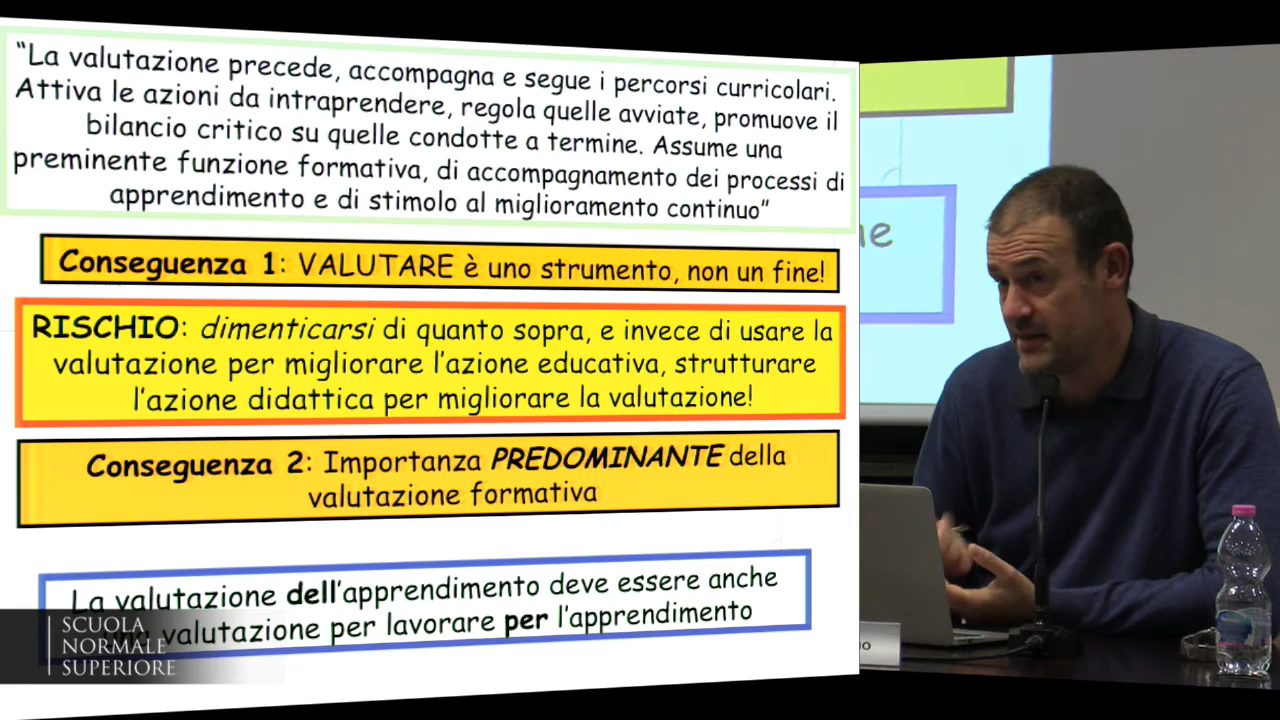 “La valutazione precede, accompagna e segue i percorsi curricolari.
Attiva le azioni da intraprendere, regola quelle avviate, promuove il
bilancio critico su quelle condotte a termine. Assume una
preminente funzione formativa, di accompagnamento dei processi di
apprendimento e di stimolo al miglioramento continuo”
Conseguenza 1: VALUTARE è uno strumento, non un fine!
RISCHIO: dimenticarsi di quanto sopra, e invece di usare la
valutazione per migliorare l’azione educativa, strutturare
l’azione didattica per migliorare la valutazione!
Conseguenza 2: Importanza PREDOMINANTE della
valutazione formativa
La valutazione dell’apprendimento deve essere anche
una valutazione per lavorare per l’apprendimento
SCUOLA
NORMALE
SUPERIORE